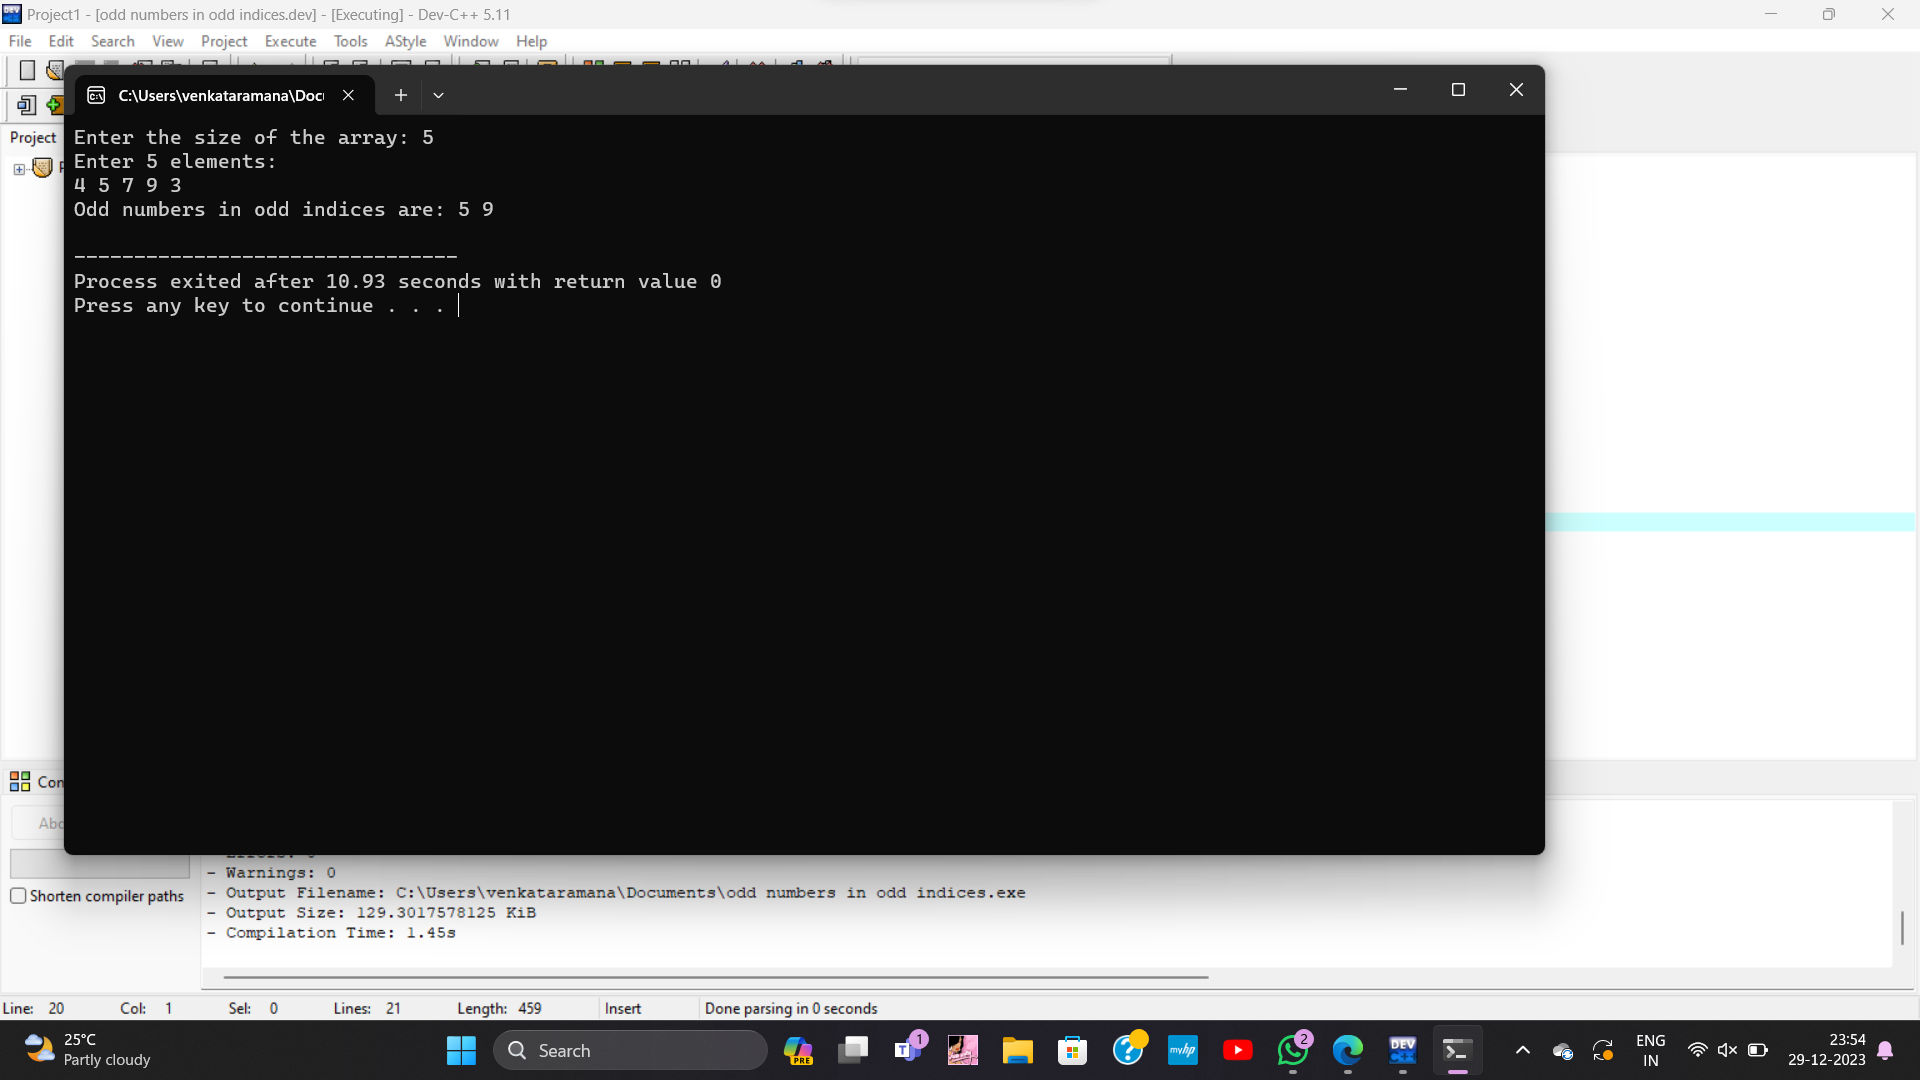 Project1 - [odd numbers in odd indices.dev] - [Executing] - Dev-C++ 5.11
File Edit Search View Project Execute Tools AStyle Window Help
C:\Users\venkataramana\Doc
Project
Enter the size of the array: 5
Enter 5 elements:
4 5 7 9 3
Odd numbers in odd indices are: 5 9
--------------------------------
Process exited after 10.93 seconds with return value 0
Press any key to continue . . .
- Warnings: 0
- Output Filename: C:\Users\venkataramana\Documents\odd numbers in odd indices.exe
- Output Size: 129.3017578125 KiB
- Compilation Time: 1.45s
Shorten compiler paths
Line: 20 Col: 1 Sel: 0 Lines: 21 Length: 459 Insert Done parsing in 0 seconds
25°C
Partly cloudy
Search
PRE
1
myhp
2
DEV
C++
ENG
IN
23:54
29-12-2023